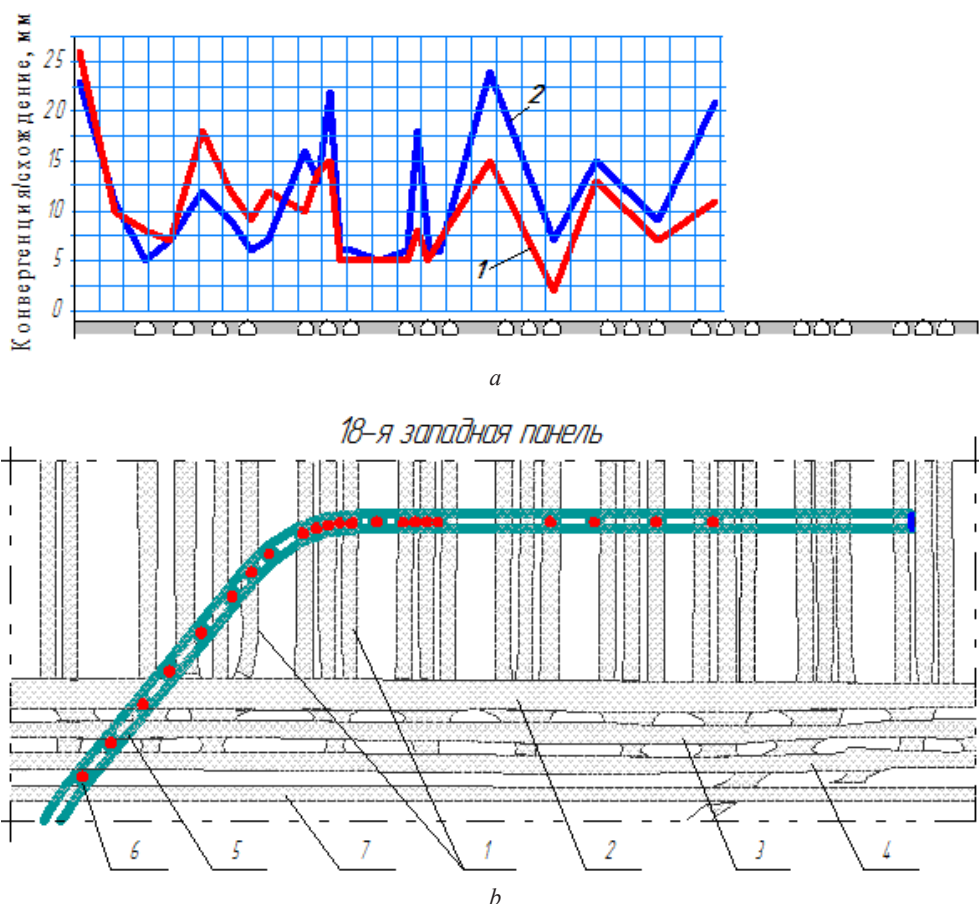 Конвергенция/схождение, мм
25
20
15
10
5
0
2
1
a
18-я западная панель
6 5 7 1 2 3 4
b